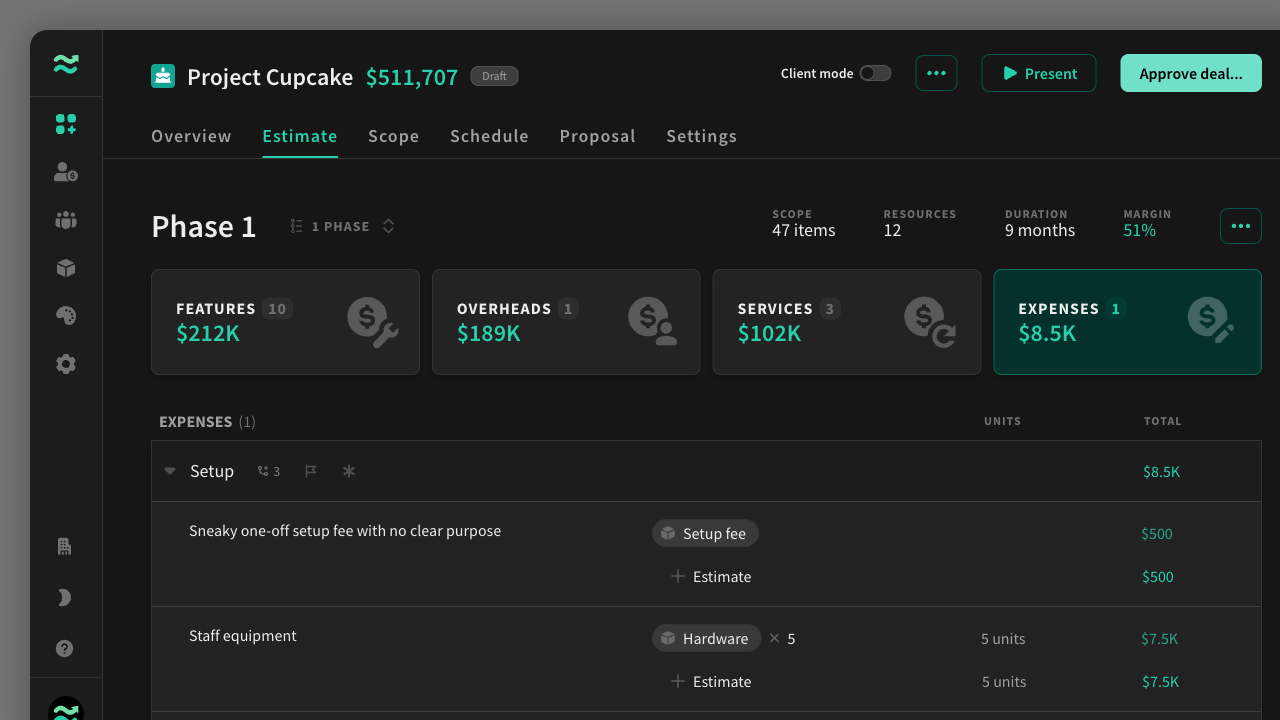 Project Cupcake $511,707 Draft
Client mode
Present
Approve deal...
Overview Estimate Scope Schedule Proposal Settings
Phase 1 1 PHASE
SCOPE RESOURCES DURATION MARGIN
47 items 12 9 months 51%
FEATURES 10
$212K
OVERHEADS 1
$189K
SERVICES 3
$102K
EXPENSES 1
$8.5K
EXPENSES (1) UNITS TOTAL
Setup 3 $8.5K
Sneaky one-off setup fee with no clear purpose Setup fee $500
Estimate $500
Staff equipment Hardware × 5 5 units $7.5K
Estimate 5 units $7.5K